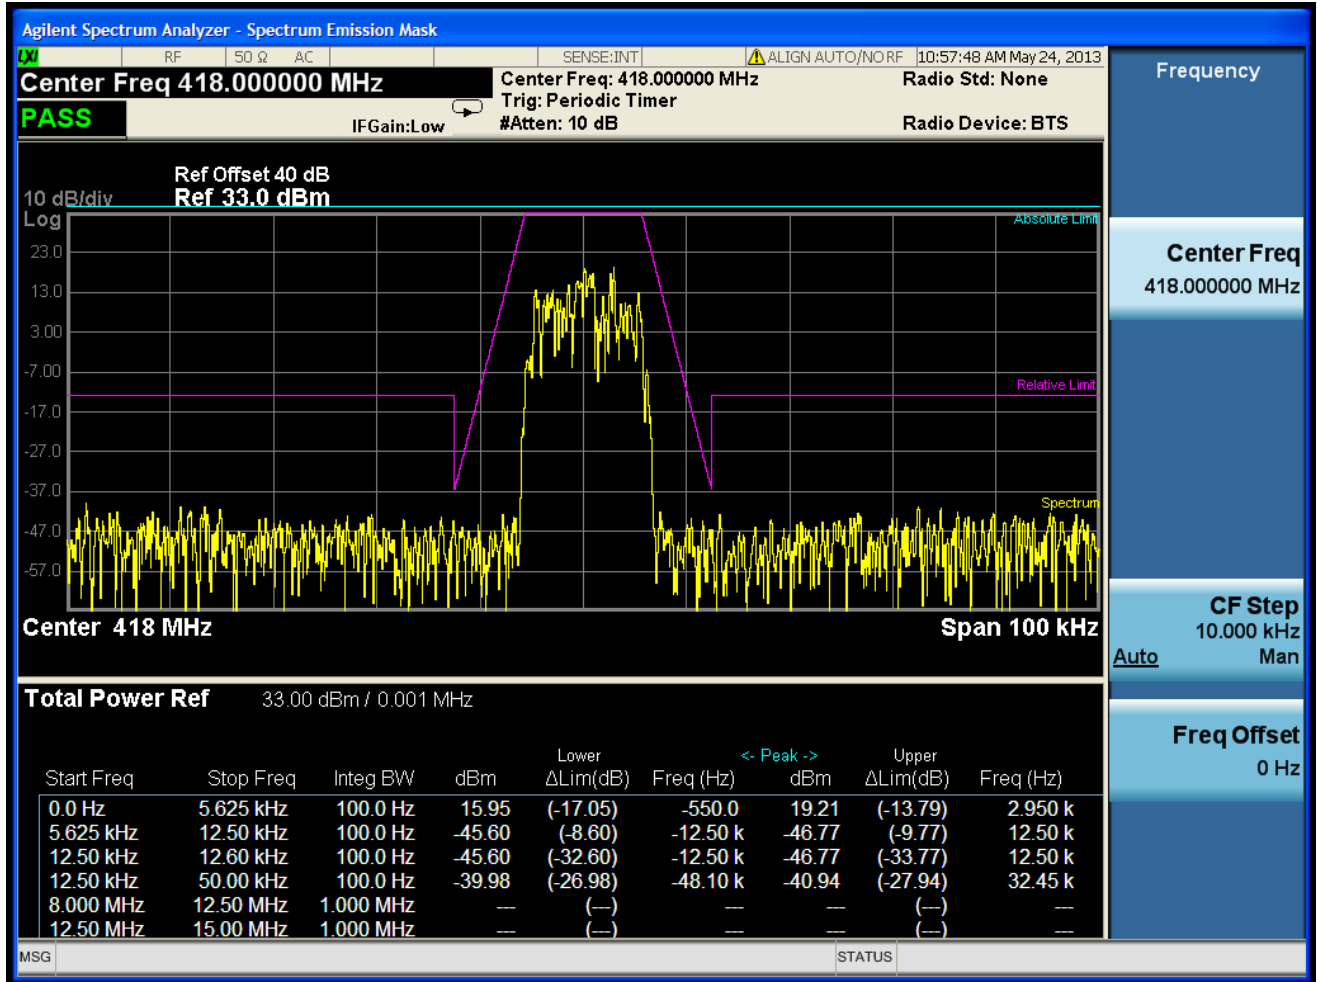 Agilent Spectrum Analyzer - Spectrum Emission Mask
LXI RF 50 Ω AC SENSE:INT ALIGN AUTO/NO RF 10:57:48 AM May 24, 2013
Center Freq 418.000000 MHz
Center Freq: 418.000000 MHz
Radio Std: None
Trig: Periodic Timer
PASS
IFGain:Low
#Atten: 10 dB
Radio Device: BTS
Ref Offset 40 dB
10 dB/div Ref 33.0 dBm
Log
Absolute Limit
23.0
13.0
3.00
-7.00
Relative Limit
-17.0
-27.0
-37.0
Spectrum
-47.0
-57.0
Center 418 MHz Span 100 kHz
Total Power Ref 33.00 dBm / 0.001 MHz
Lower <- Peak -> Upper
Start Freq Stop Freq Integ BW dBm ΔLim(dB) Freq (Hz) dBm ΔLim(dB) Freq (Hz)
0.0 Hz 5.625 kHz 100.0 Hz 15.95 (-17.05) -550.0 19.21 (-13.79) 2.950 k
5.625 kHz 12.50 kHz 100.0 Hz -45.60 (-8.60) -12.50 k -46.77 (-9.77) 12.50 k
12.50 kHz 12.60 kHz 100.0 Hz -45.60 (-32.60) -12.50 k -46.77 (-33.77) 12.50 k
12.50 kHz 50.00 kHz 100.0 Hz -39.98 (-26.98) -48.10 k -40.94 (-27.94) 32.45 k
8.000 MHz 12.50 MHz 1.000 MHz --- (---) --- --- (---) ---
12.50 MHz 15.00 MHz 1.000 MHz --- (---) --- --- (---) ---
MSG STATUS
Frequency
Center Freq
418.000000 MHz
CF Step
10.000 kHz
Auto Man
Freq Offset
0 Hz